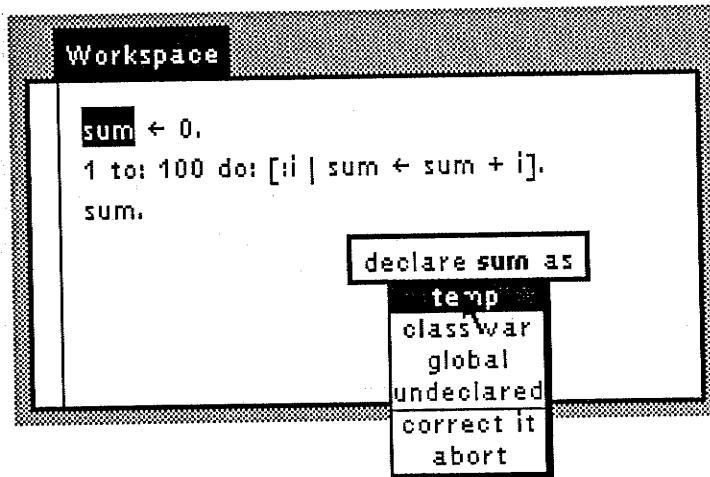 Workspace
sum ← 0.
1 to: 100 do: [:i | sum ← sum + i].
sum.
declare sum as
temp
class var
global
undeclared
correct it
abort